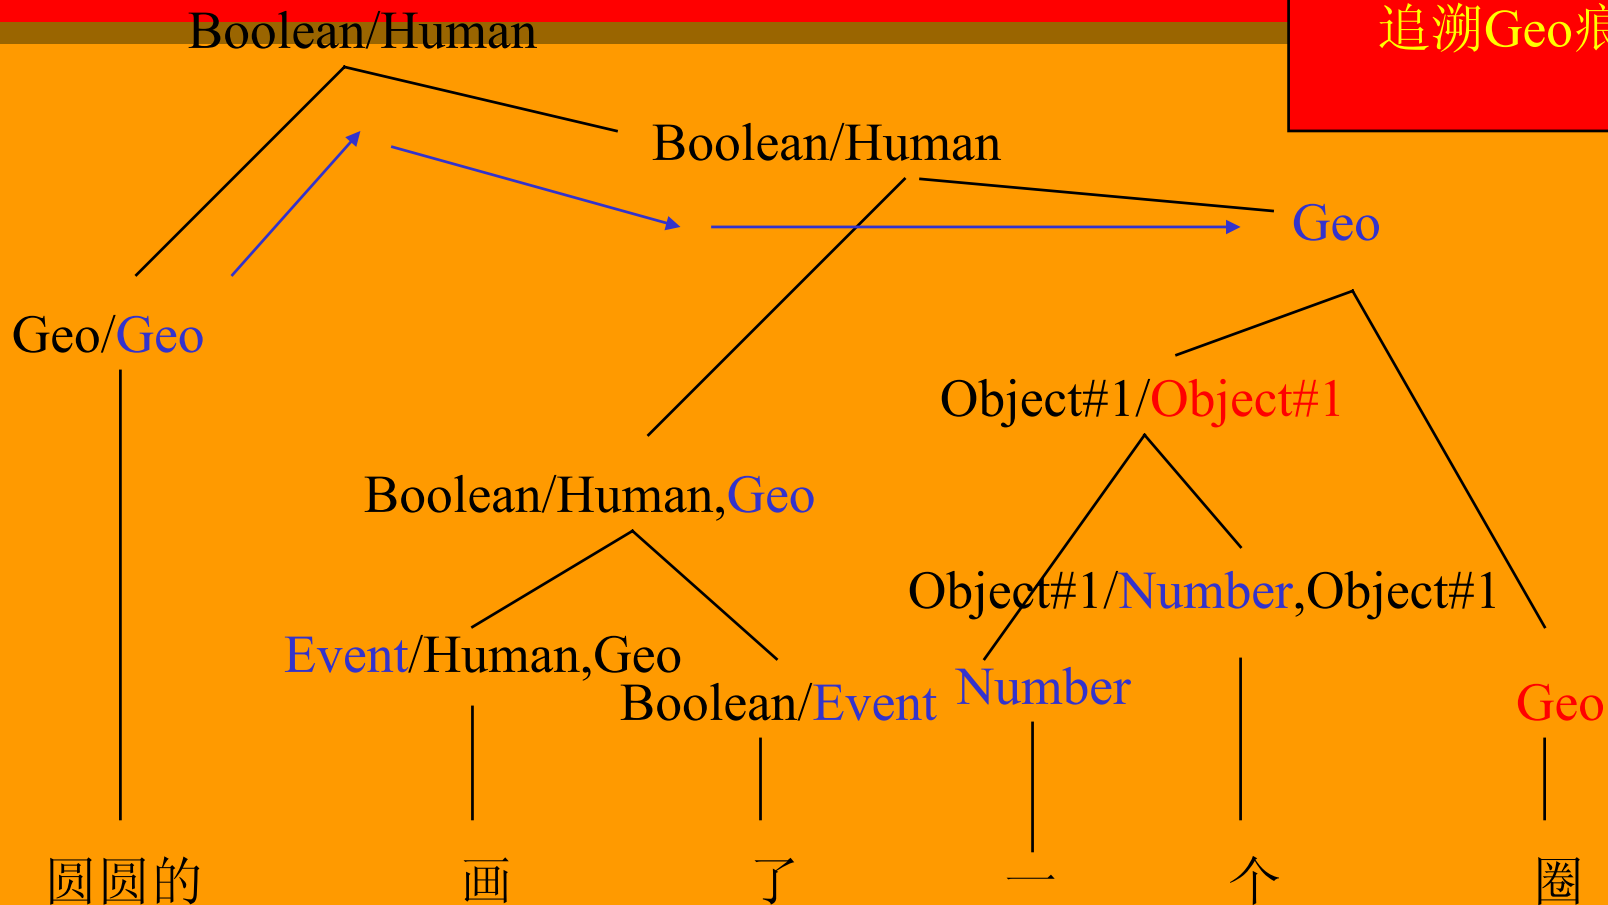 追溯Geo痕
Boolean/Human
Boolean/Human
Geo
Geo/Geo
Object#1/Object#1
Boolean/Human,Geo
Object#1/Number,Object#1
Event/Human,Geo
Boolean/Event
Number
Geo
圆圆的 画 了 一 个 圈